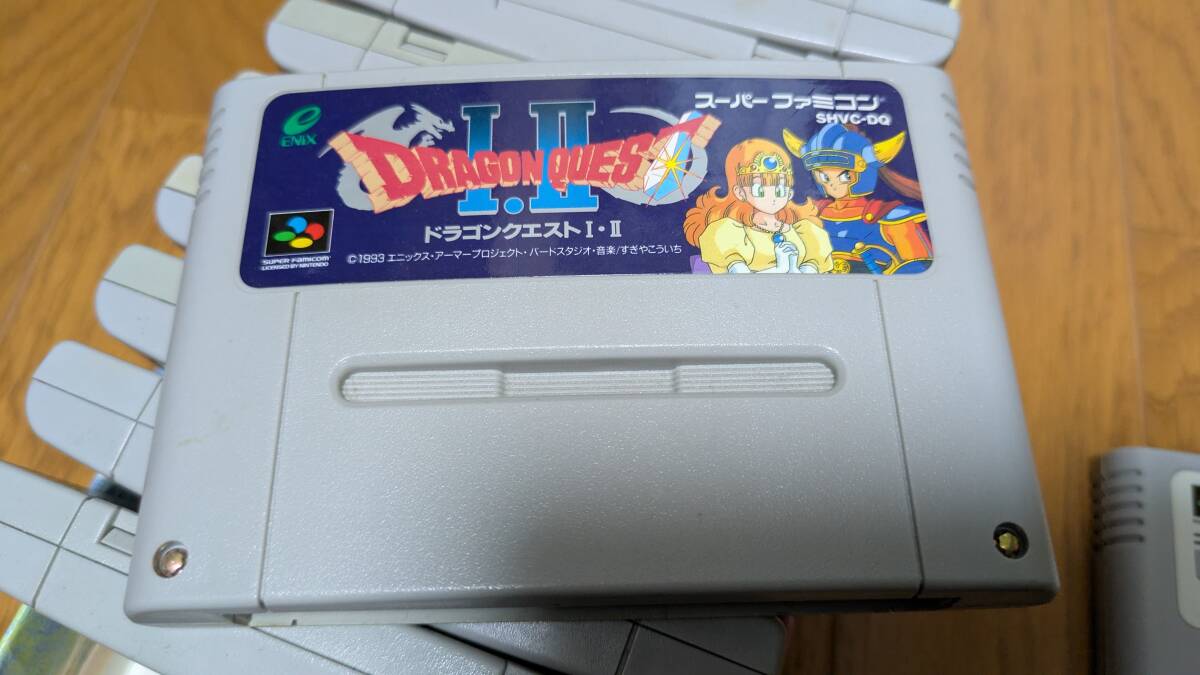 ENIX
I.II
DRAGON QUEST
スーパーファミコン
SHVC-DQ
ドラゴンクエストI・II
SUPER FAMICOM
LICENSED BY NINTENDO
©1993 エニックス・アーマープロジェクト・バードスタジオ・音楽/すぎやこういち